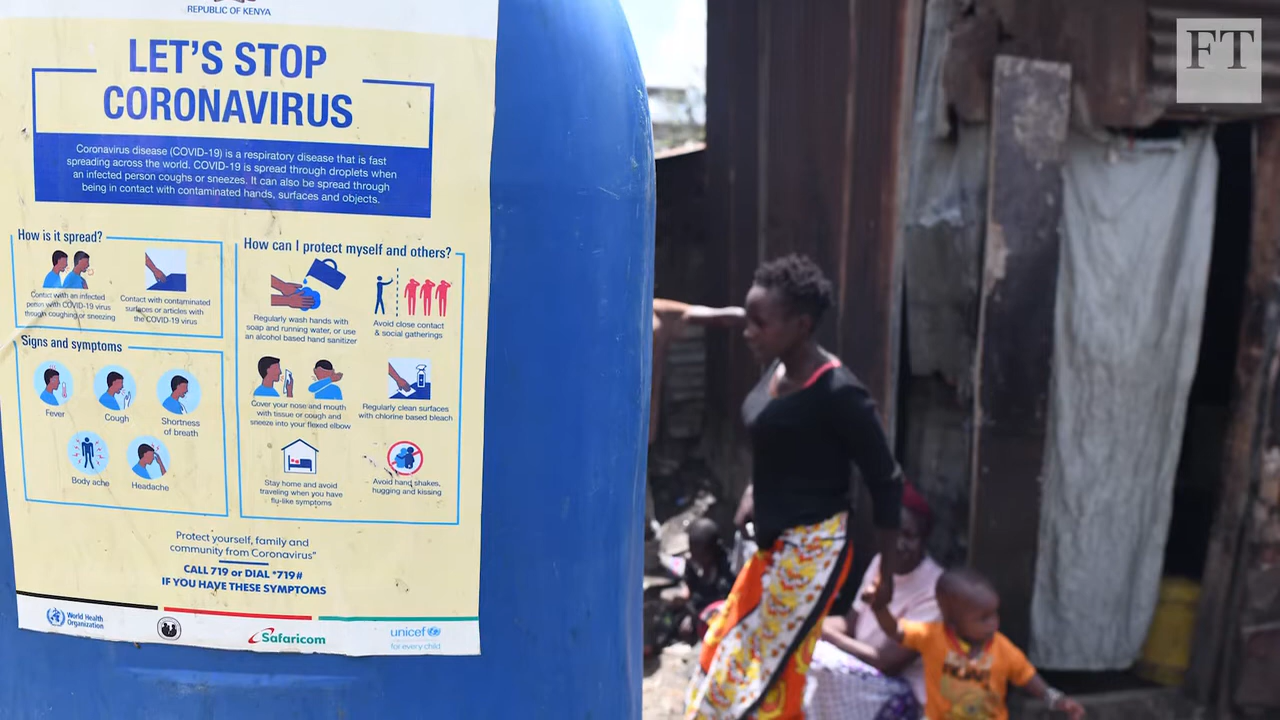 REPUBLIC OF KENYA
LET'S STOP
CORONAVIRUS
Coronavirus disease (COVID-19) is a respiratory disease that is fast
spreading across the world. COVID-19 is spread through droplets when
an infected person coughs or sneezes. It can also be spread through
being in contact with contaminated hands, surfaces and objects.
How is it spread?
Contact with an infected
person with COVID-19 virus
through coughing or sneezing
Contact with contaminated
surfaces or articles with
the COVID-19 virus
Signs and symptoms
Fever
Cough
Shortness
of breath
Body ache
Headache
How can I protect myself and others?
Regularly wash hands with
soap and running water, or use
an alcohol based hand sanitizer
Avoid close contact
& social gatherings
Cover your nose and mouth
with tissue or cough and
sneeze into your flexed elbow
Regularly clean surfaces
with chlorine based bleach
Stay home and avoid
traveling when you have
flu-like symptoms
Avoid hand shakes,
hugging and kissing
Protect yourself, family and
community from Coronavirus"
CALL 719 or DIAL *719#
IF YOU HAVE THESE SYMPTOMS
World Health
Organization
Safaricom
unicef
for every child
FT